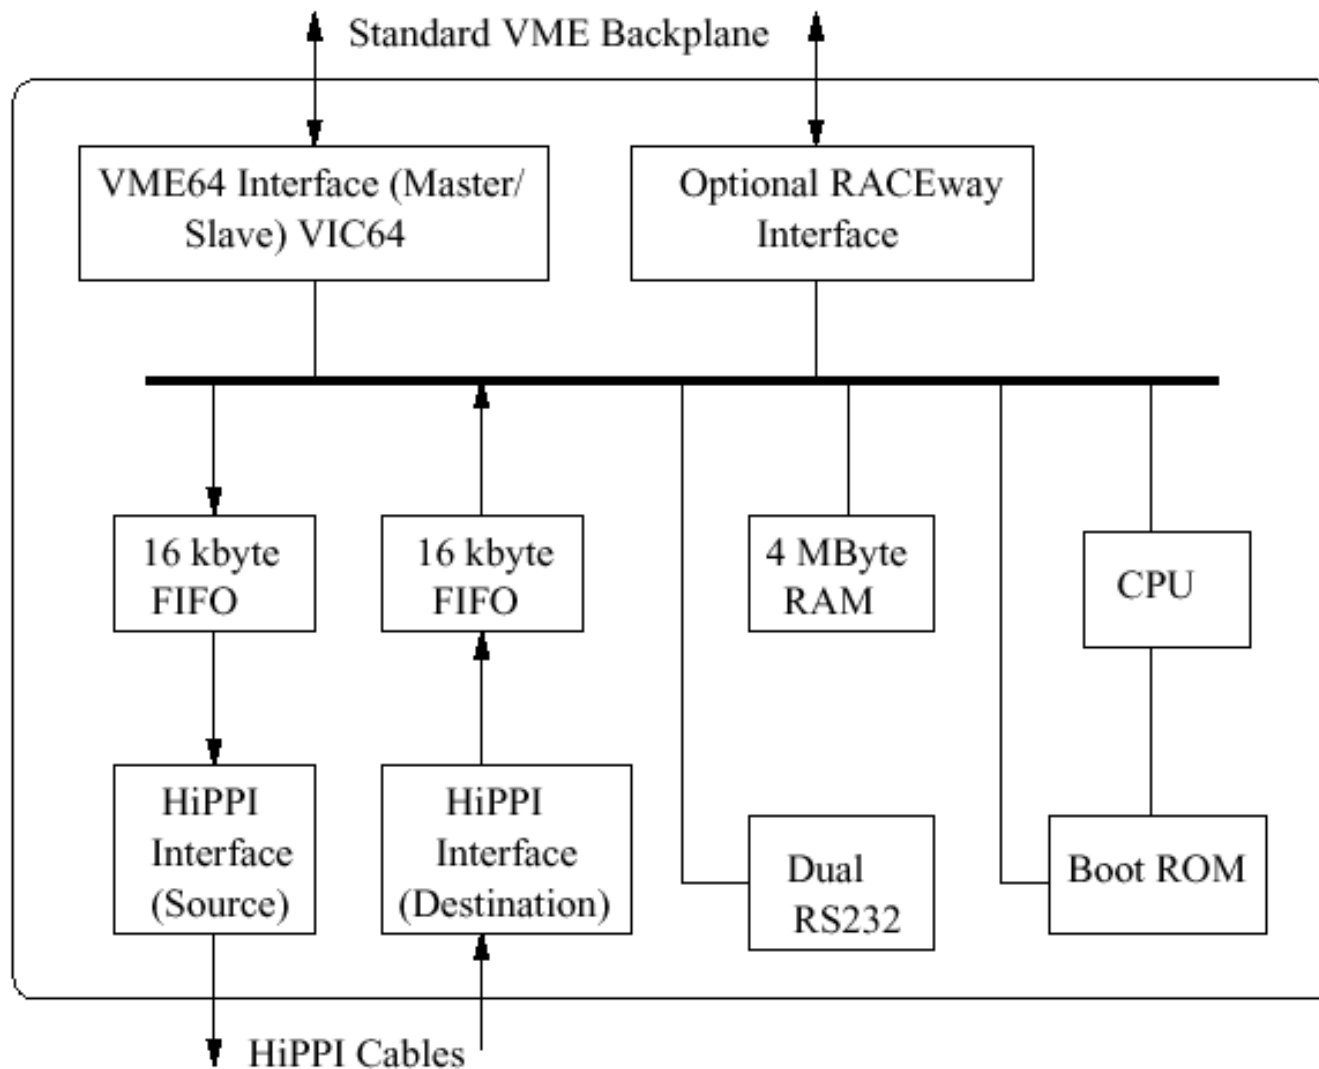 Standard VME Backplane
VME64 Interface (Master/
Slave) VIC64
Optional RACEway
Interface
16 kbyte
FIFO
16 kbyte
FIFO
4 MByte
RAM
CPU
HiPPI
Interface
(Source)
HiPPI
Interface
(Destination)
Dual
RS232
Boot ROM
HiPPI Cables